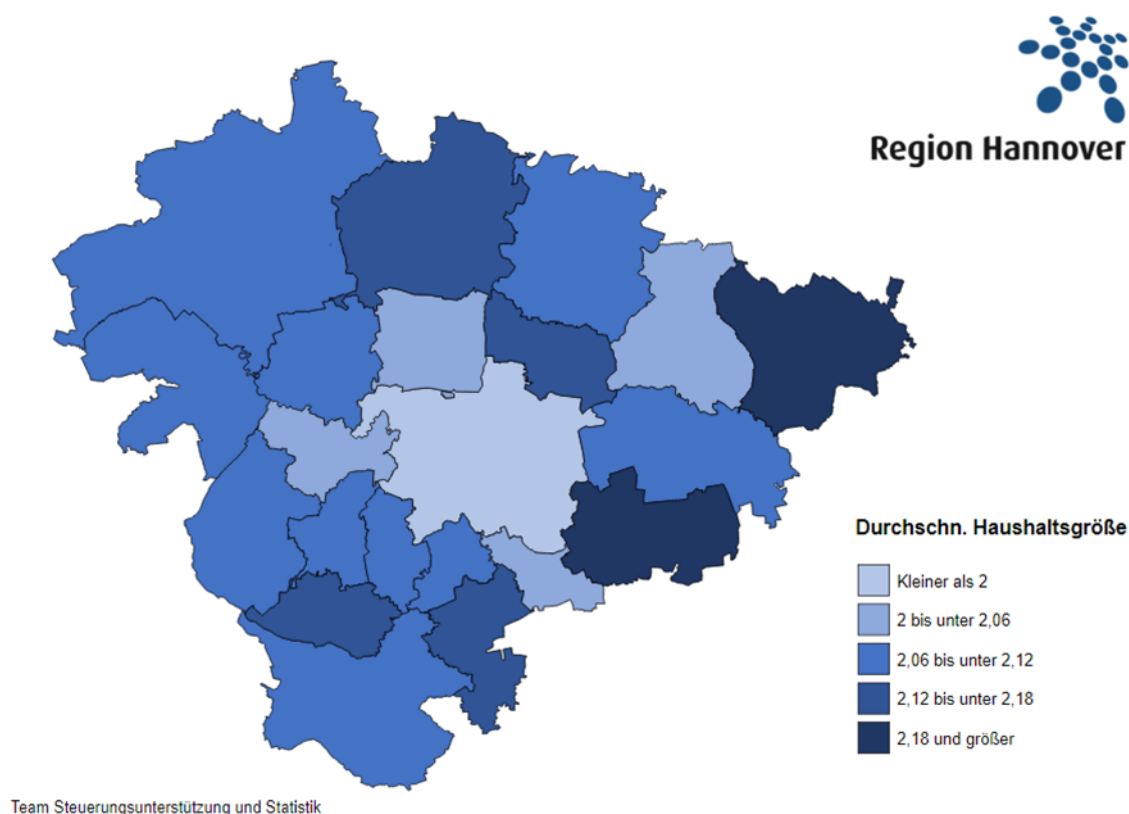 Region Hannover
Durchschn. Haushaltsgröße
Kleiner als 2
2 bis unter 2,06
2,06 bis unter 2,12
2,12 bis unter 2,18
2,18 und größer
Team Steuerungsunterstützung und Statistik